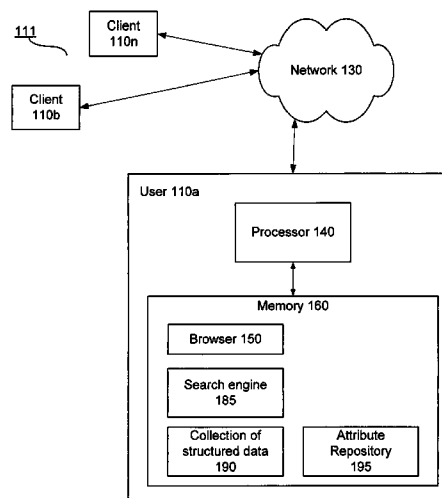 111
Client
110n
Client
110b
Network 130
User 110a
Processor 140
Memory 160
Browser 150
Search engine
185
Collection of
structured data
190
Attribute
Repository
195